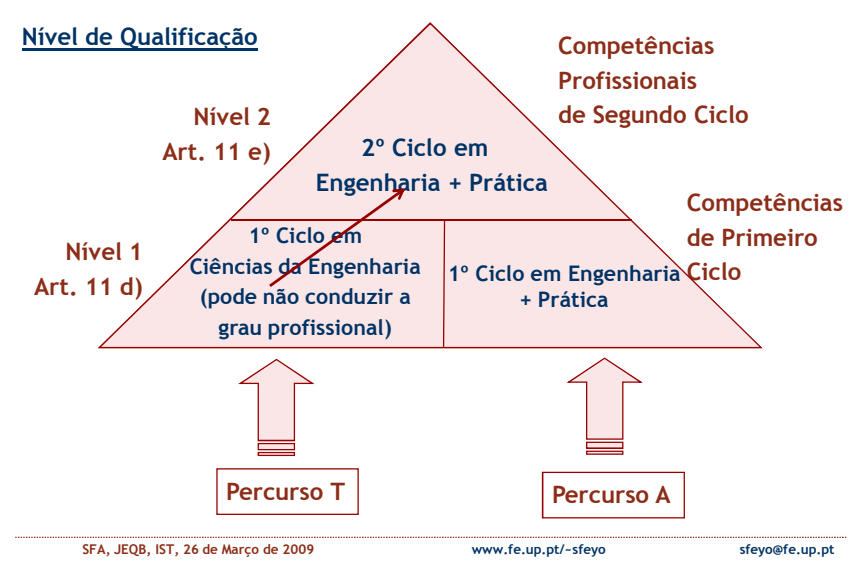 Nível de Qualificação
Competências
Profissionais
de Segundo Ciclo
Nível 2
Art. 11 e)
2º Ciclo em
Engenharia + Prática
Competências
de Primeiro
Ciclo
Nível 1
Art. 11 d)
1º Ciclo em
Ciências da Engenharia
(pode não conduzir a
grau profissional)
1º Ciclo em Engenharia
+ Prática
Percurso T
Percurso A
SFA, JEQB, IST, 26 de Março de 2009
www.fe.up.pt/~sfeyo
sfeyo@fe.up.pt